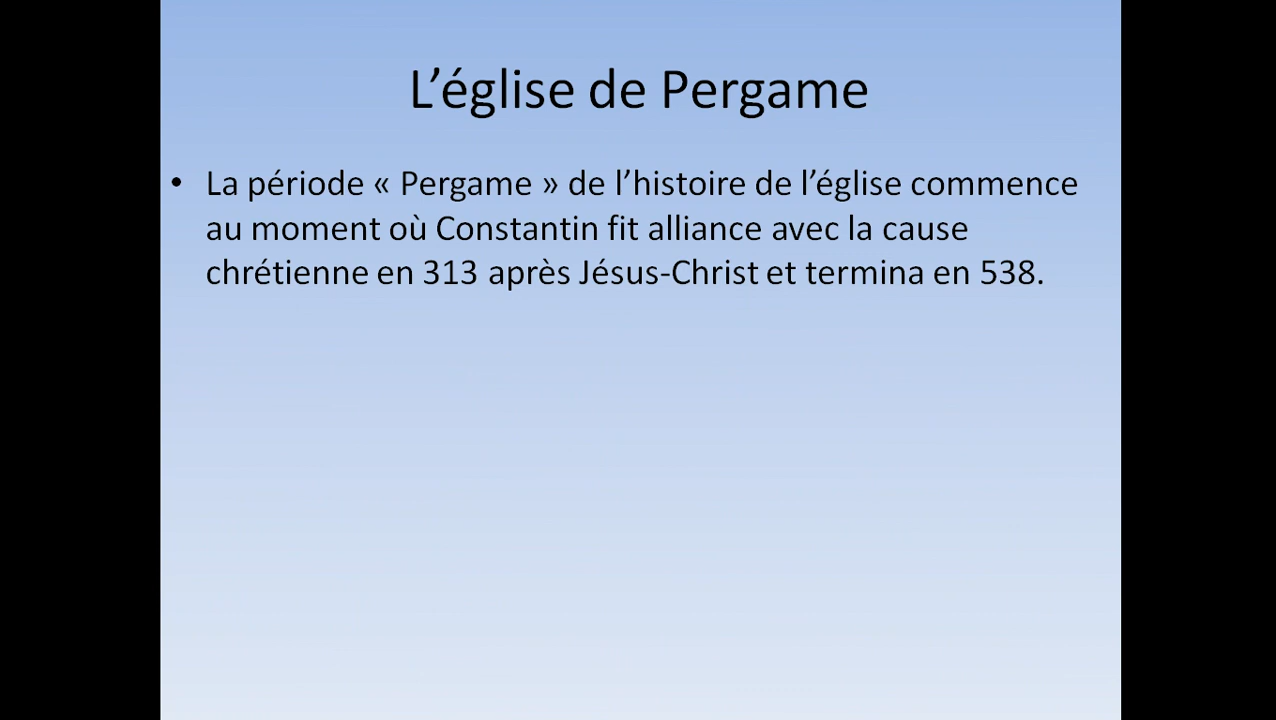 L’église de Pergame
• La période « Pergame » de l’histoire de l’église commence
au moment où Constantin fit alliance avec la cause
chrétienne en 313 après Jésus-Christ et termina en 538.